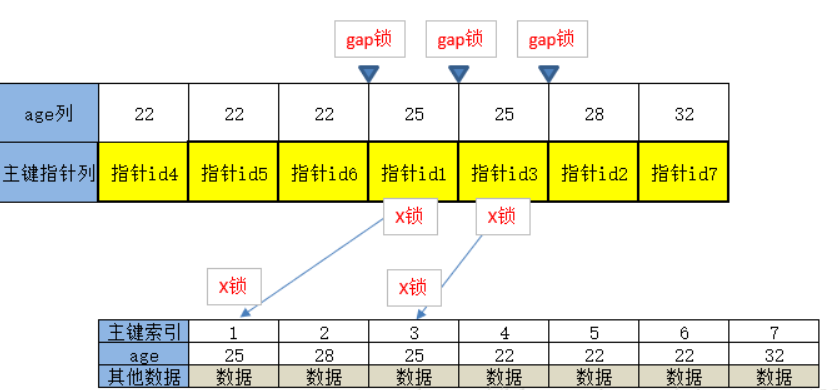 gap锁 gap锁 gap锁
age列 22 22 22 25 25 28 32
主键指针列 指针id4 指针id5 指针id6 指针id1 指针id3 指针id2 指针id7
X锁 X锁
X锁 X锁
主键索引 1 2 3 4 5 6 7
age 25 28 25 22 22 22 32
其他数据 数据 数据 数据 数据 数据 数据 数据